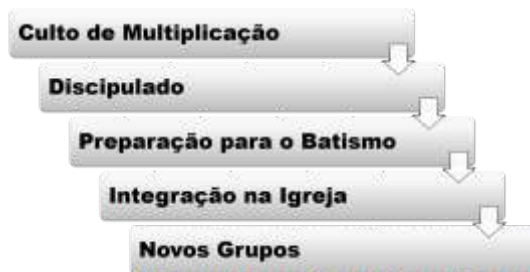 Culto de Multiplicação
Discipulado
Preparação para o Batismo
Integração na Igreja
Novos Grupos